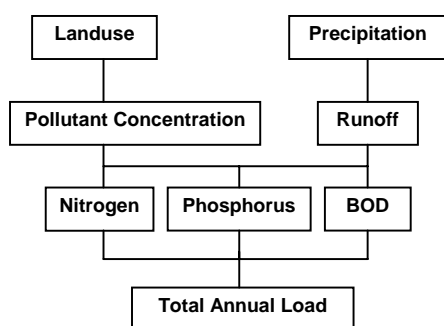 Landuse
Precipitation
Pollutant Concentration
Runoff
Nitrogen
Phosphorus
BOD
Total Annual Load